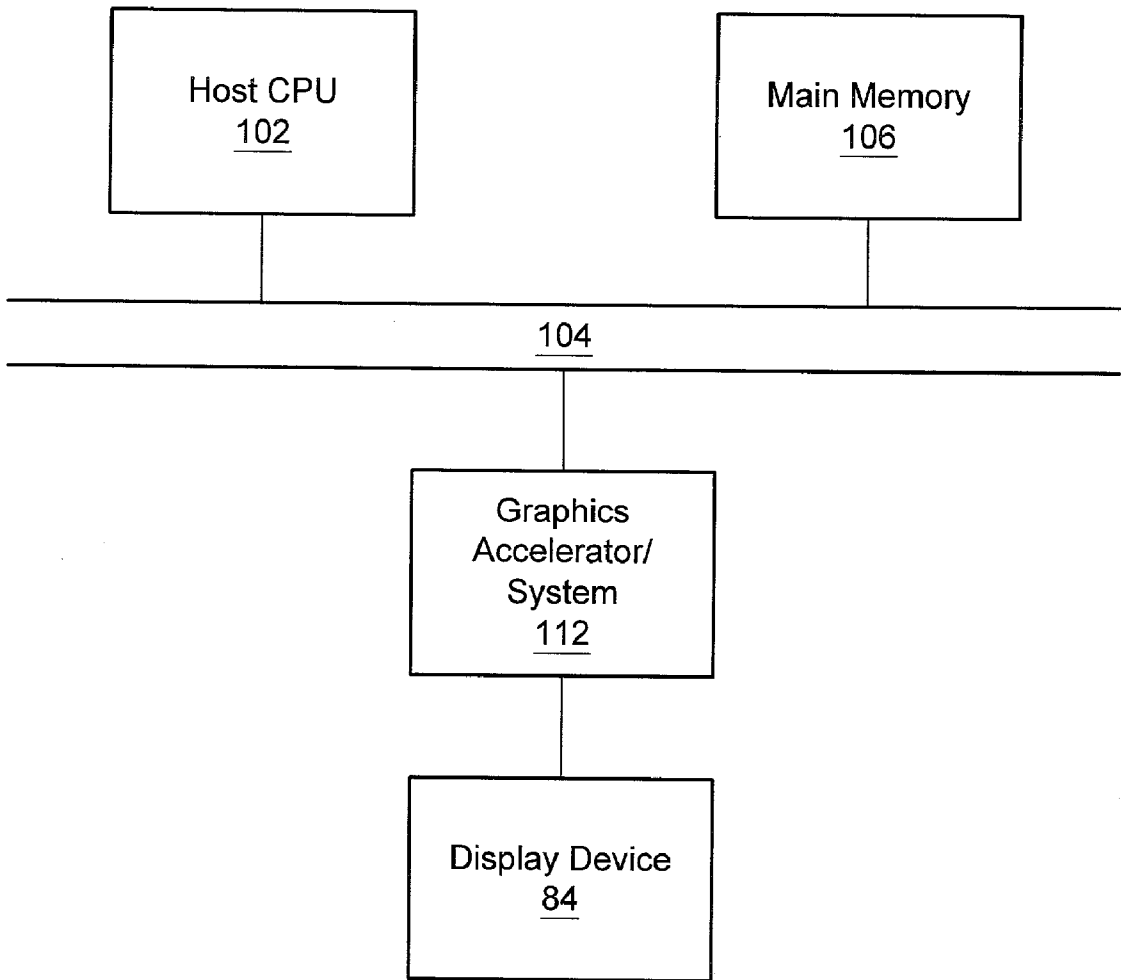 Host CPU
102
Main Memory
106
104
Graphics
Accelerator/
System
112
Display Device
84